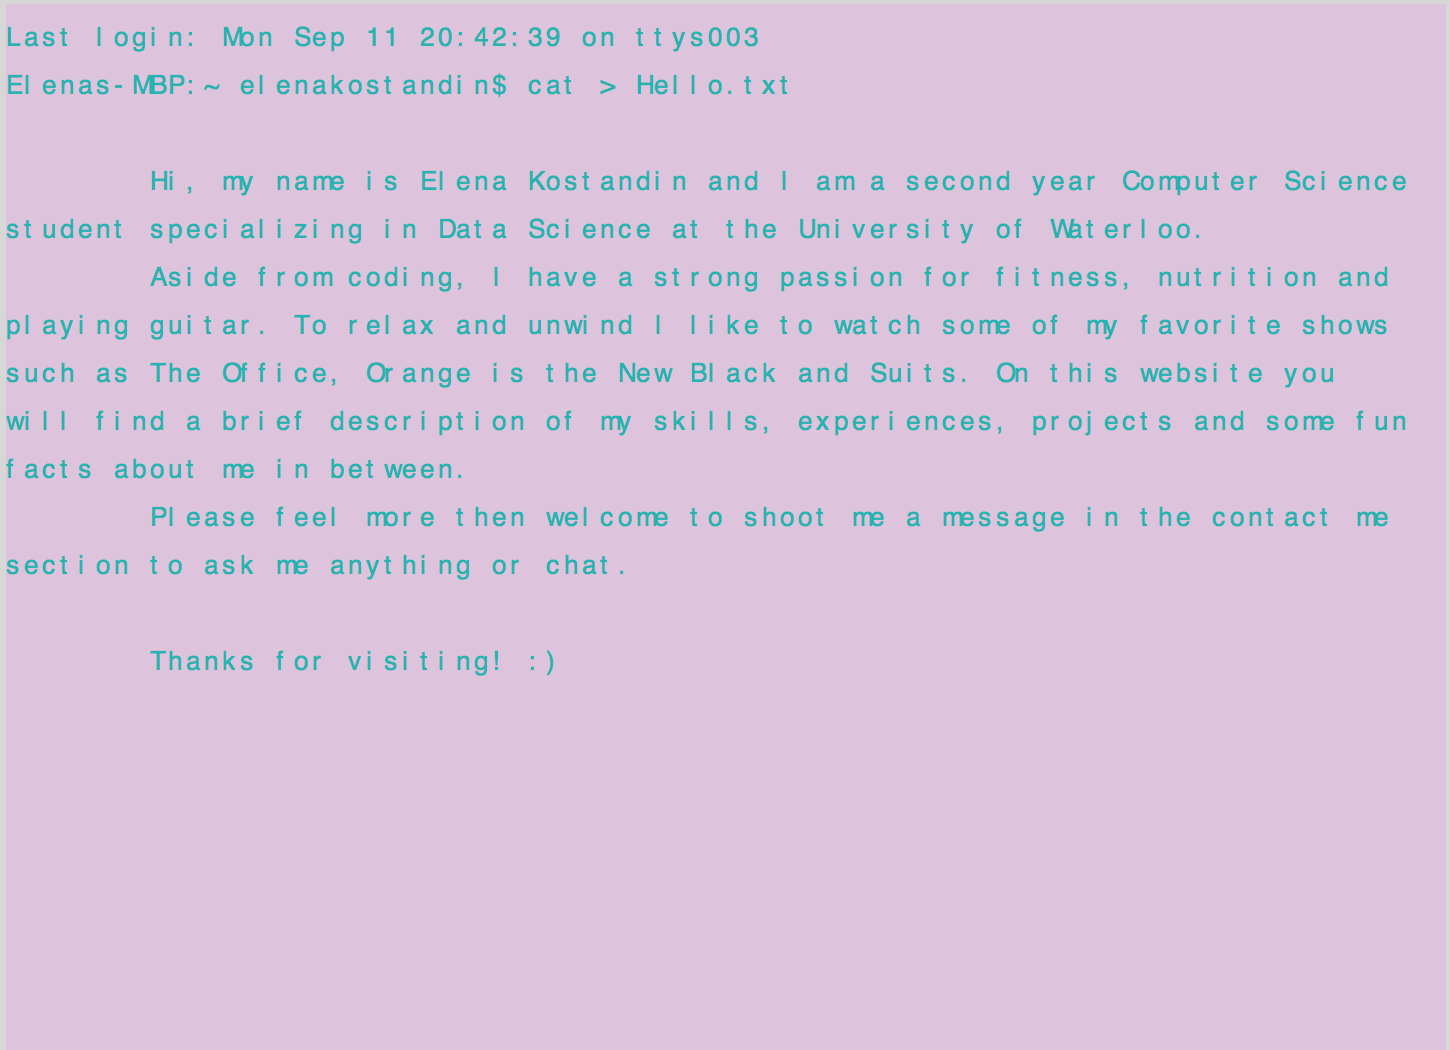 Last login: Mon Sep 11 20:42:39 on ttys003
Elenas-MBP:~ elenakostandin$ cat > Hello.txt
Hi, my name is Elena Kostandin and I am a second year Computer Science
student specializing in Data Science at the University of Waterloo.
Aside from coding, I have a strong passion for fitness, nutrition and
playing guitar. To relax and unwind I like to watch some of my favorite shows
such as The Office, Orange is the New Black and Suits. On this website you
will find a brief description of my skills, experiences, projects and some fun
facts about me in between.
Please feel more then welcome to shoot me a message in the contact me
section to ask me anything or chat.
Thanks for visiting! :)